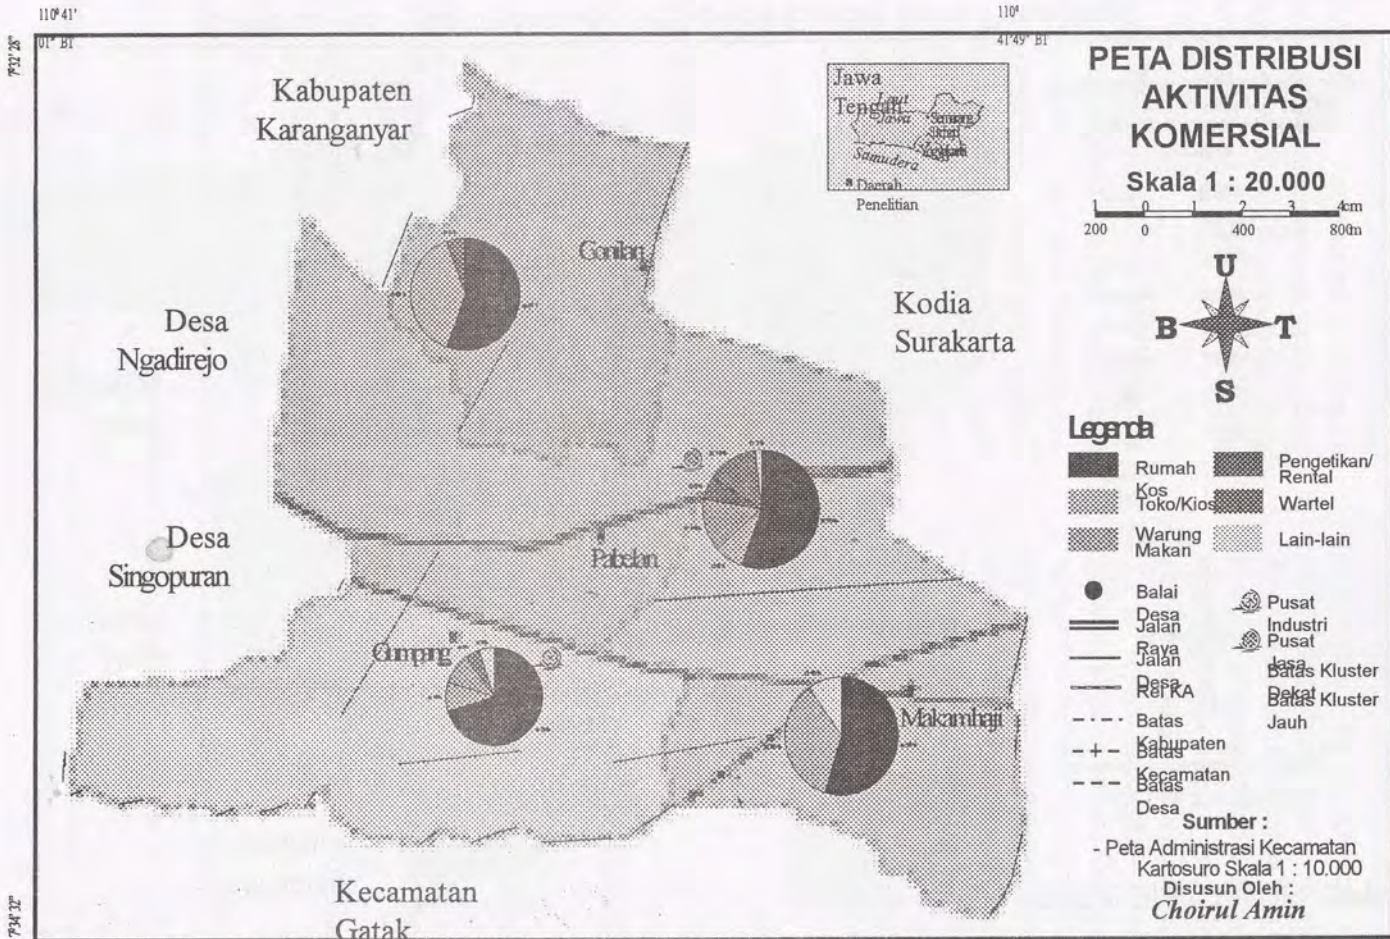 110° 41'
01" BT
110°
41'49" BT
7°32'28"
7°34'32"
Kabupaten
Karanganyar
Jawa
Tengah
Laut
Jawa
Semarang
Samudera
Daerah
Penelitian
Gonilan
Desa
Ngadirejo
Kodia
Surakarta
Desa
Singopuran
Pabelan
Gumpang
Makamhaji
Kecamatan
Gatak
PETA DISTRIBUSI
AKTIVITAS
KOMERSIAL
Skala 1 : 20.000
1 0 1 2 3 4cm
200 0 400 800m
U
B T
S
Legenda
Rumah
Kos
Toko/Kios
Warung
Makan
Pengetikan/
Rental
Wartel
Lain-lain
Balai
Desa
Jalan
Raya
Jalan
Desa
Rel KA
Batas
Kabupaten
Batas
Kecamatan
Batas
Desa
Pusat
Industri
Pusat
Jasa
Batas Kluster
Dekat
Batas Kluster
Jauh
Sumber :
- Peta Administrasi Kecamatan
Kartosuro Skala 1 : 10.000
Disusun Oleh :
Choirul Amin